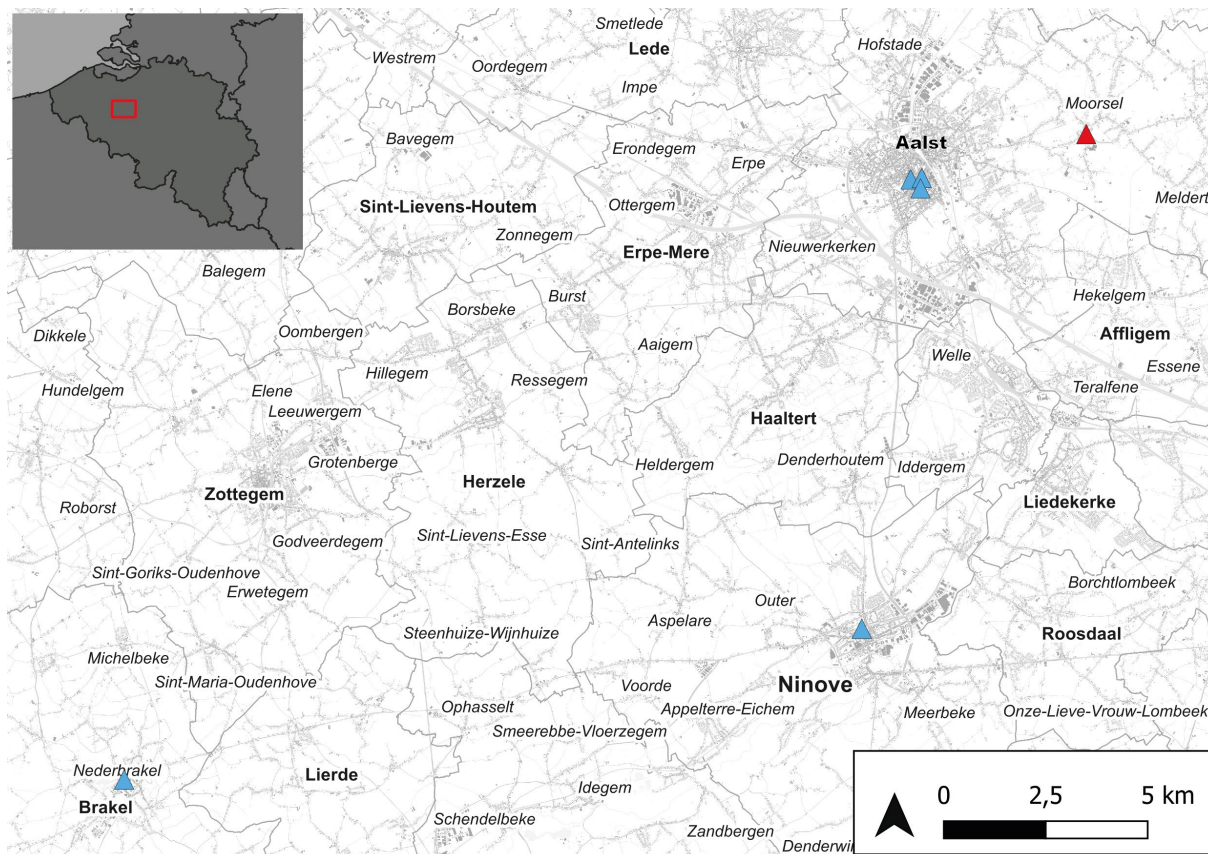 Smetlede
Lede
Hofstade
Westrem
Oordegem
Impe
Moorsel
Bavegem
Erondegem
Erpe
Aalst
Meldert
Sint-Lievens-Houtem
Ottergem
Zonnegem
Erpe-Mere
Nieuwerkerken
Balegem
Burst
Hekelgem
Borsbeke
Dikkele
Oombergen
Aaigem
Affligem
Welle
Hillegem
Ressegem
Essene
Hundelgem
Elene
Teralfene
Leeuwergem
Haaltert
Grotenberge
Heldergem
Denderhoutem
Iddergem
Zottegem
Herzele
Liedekerke
Roborst
Godveerdegem
Sint-Lievens-Esse
Sint-Antelinks
Sint-Goriks-Oudenhove
Borchtlombeek
Erwetegem
Outer
Aspelare
Steenhuize-Wijnhuize
Roosdaal
Michelbeke
Sint-Maria-Oudenhove
Voorde
Ninove
Ophasselt
Appelterre-Eichem
Meerbeke
Onze-Lieve-Vrouw-Lombeek
Smeerebbe-Vloerzegem
Nederbrakel
Lierde
Brakel
Idegem
Schendelbeke
Zandbergen
Denderwi
0 2,5 5 km